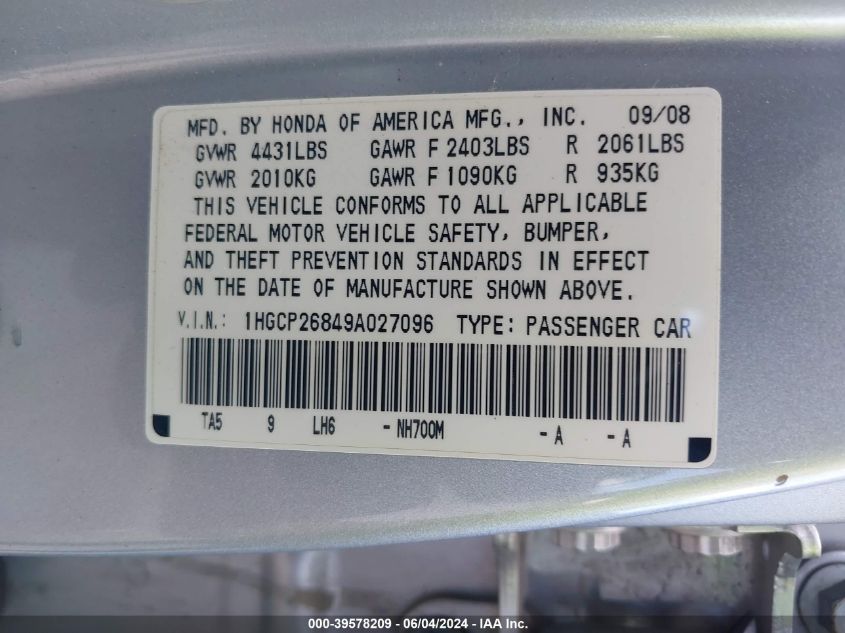 MFD. BY HONDA OF AMERICA MFG., INC. 09/08
GVWR 4431LBS GAWR F 2403LBS R 2061LBS
GVWR 2010KG GAWR F 1090KG R 935KG
THIS VEHICLE CONFORMS TO ALL APPLICABLE
FEDERAL MOTOR VEHICLE SAFETY, BUMPER,
AND THEFT PREVENTION STANDARDS IN EFFECT
ON THE DATE OF MANUFACTURE SHOWN ABOVE.
V.I.N.: 1HGCP26849A027096 TYPE: PASSENGER CAR
TA5 9 LH6 - NH700M - A - A
000-39578209 - 06/04/2024 - IAAI.COM